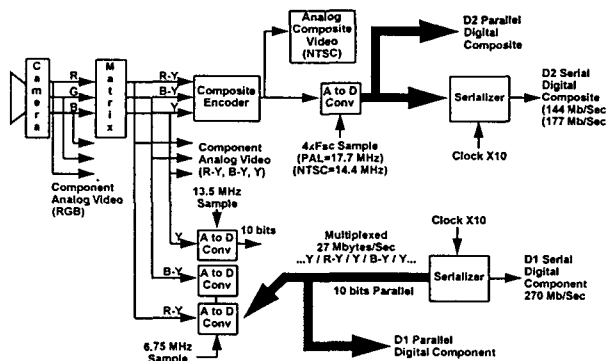 Camera
R
G
B
Matrix
R-Y
B-Y
Y
Composite
Encoder
Analog
Composite
Video
(NTSC)
D2 Parallel
Digital
Composite
A to D
Conv
Serializer
D2 Serial
Digital
Composite
(144 Mb/Sec
(177 Mb/Sec
4xFsc Sample
(PAL=17.7 MHz)
(NTSC=14.4 MHz)
Clock X10
Component
Analog Video
(RGB)
Component
Analog Video
(R-Y, B-Y, Y)
13.5 MHz
Sample
Y
A to D
Conv
10 bits
B-Y
A to D
Conv
R-Y
A to D
Conv
6.75 MHz
Sample
Multiplexed
27 Mbytes/Sec
...Y / R-Y / Y / B-Y / Y...
10 bits Parallel
Clock X10
Serializer
D1 Serial
Digital
Component
270 Mb/Sec
D1 Parallel
Digital Component